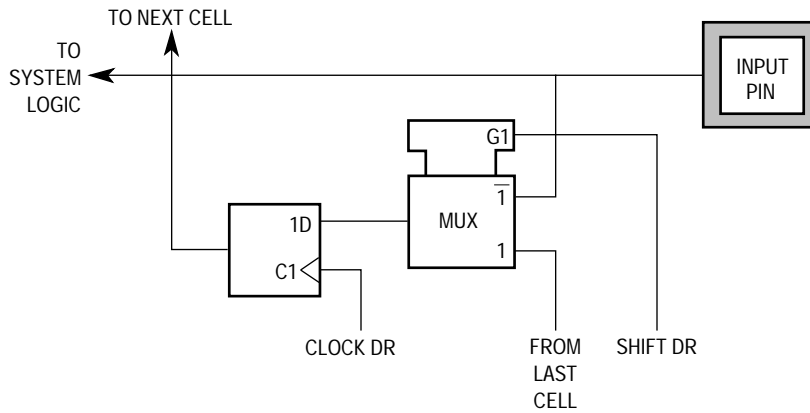 TO NEXT CELL
TO
SYSTEM
LOGIC
INPUT
PIN
G1
1̅
MUX
1
1D
C1
CLOCK DR
FROM
LAST
CELL
SHIFT DR